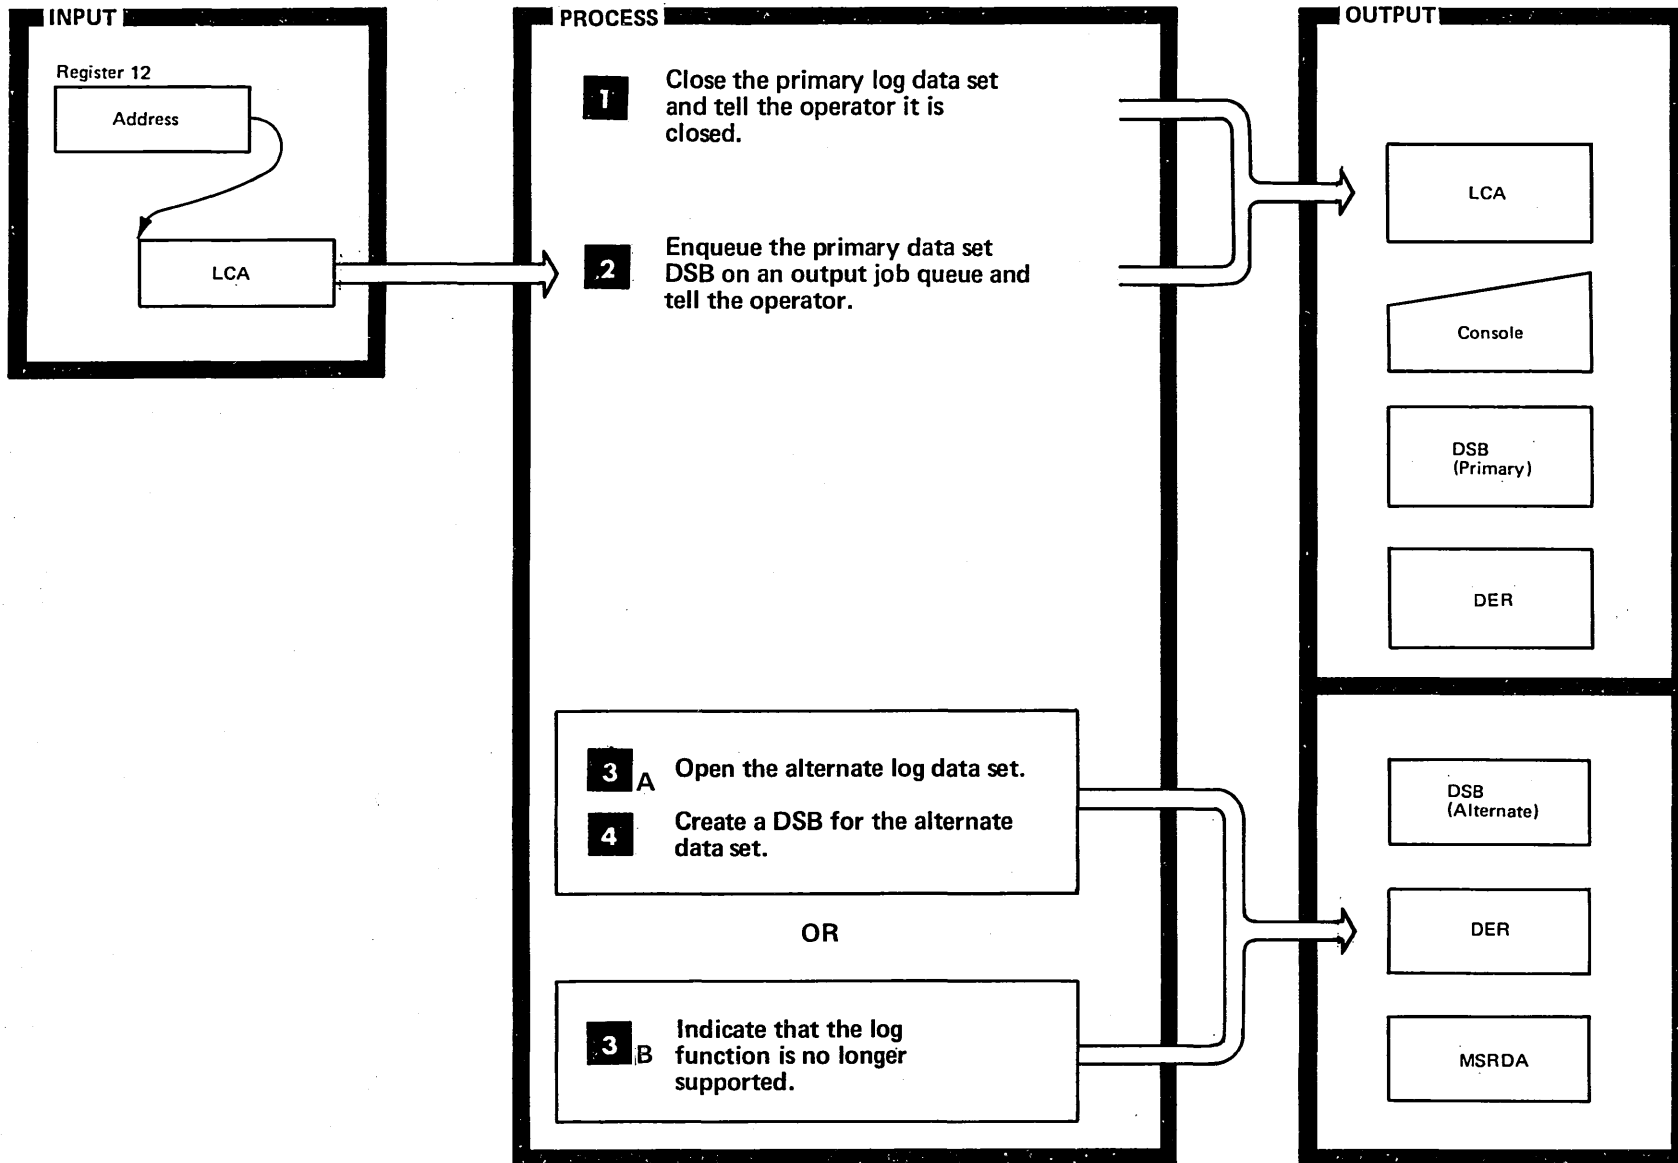 INPUT
Register 12
Address
LCA
PROCESS
1
Close the primary log data set
and tell the operator it is
closed.
2
Enqueue the primary data set
DSB on an output job queue and
tell the operator.
3 A
Open the alternate log data set.
4
Create a DSB for the alternate
data set.
OR
3 B
Indicate that the log
function is no longer
supported.
OUTPUT
LCA
Console
DSB
(Primary)
DER
DSB
(Alternate)
DER
MSRDA